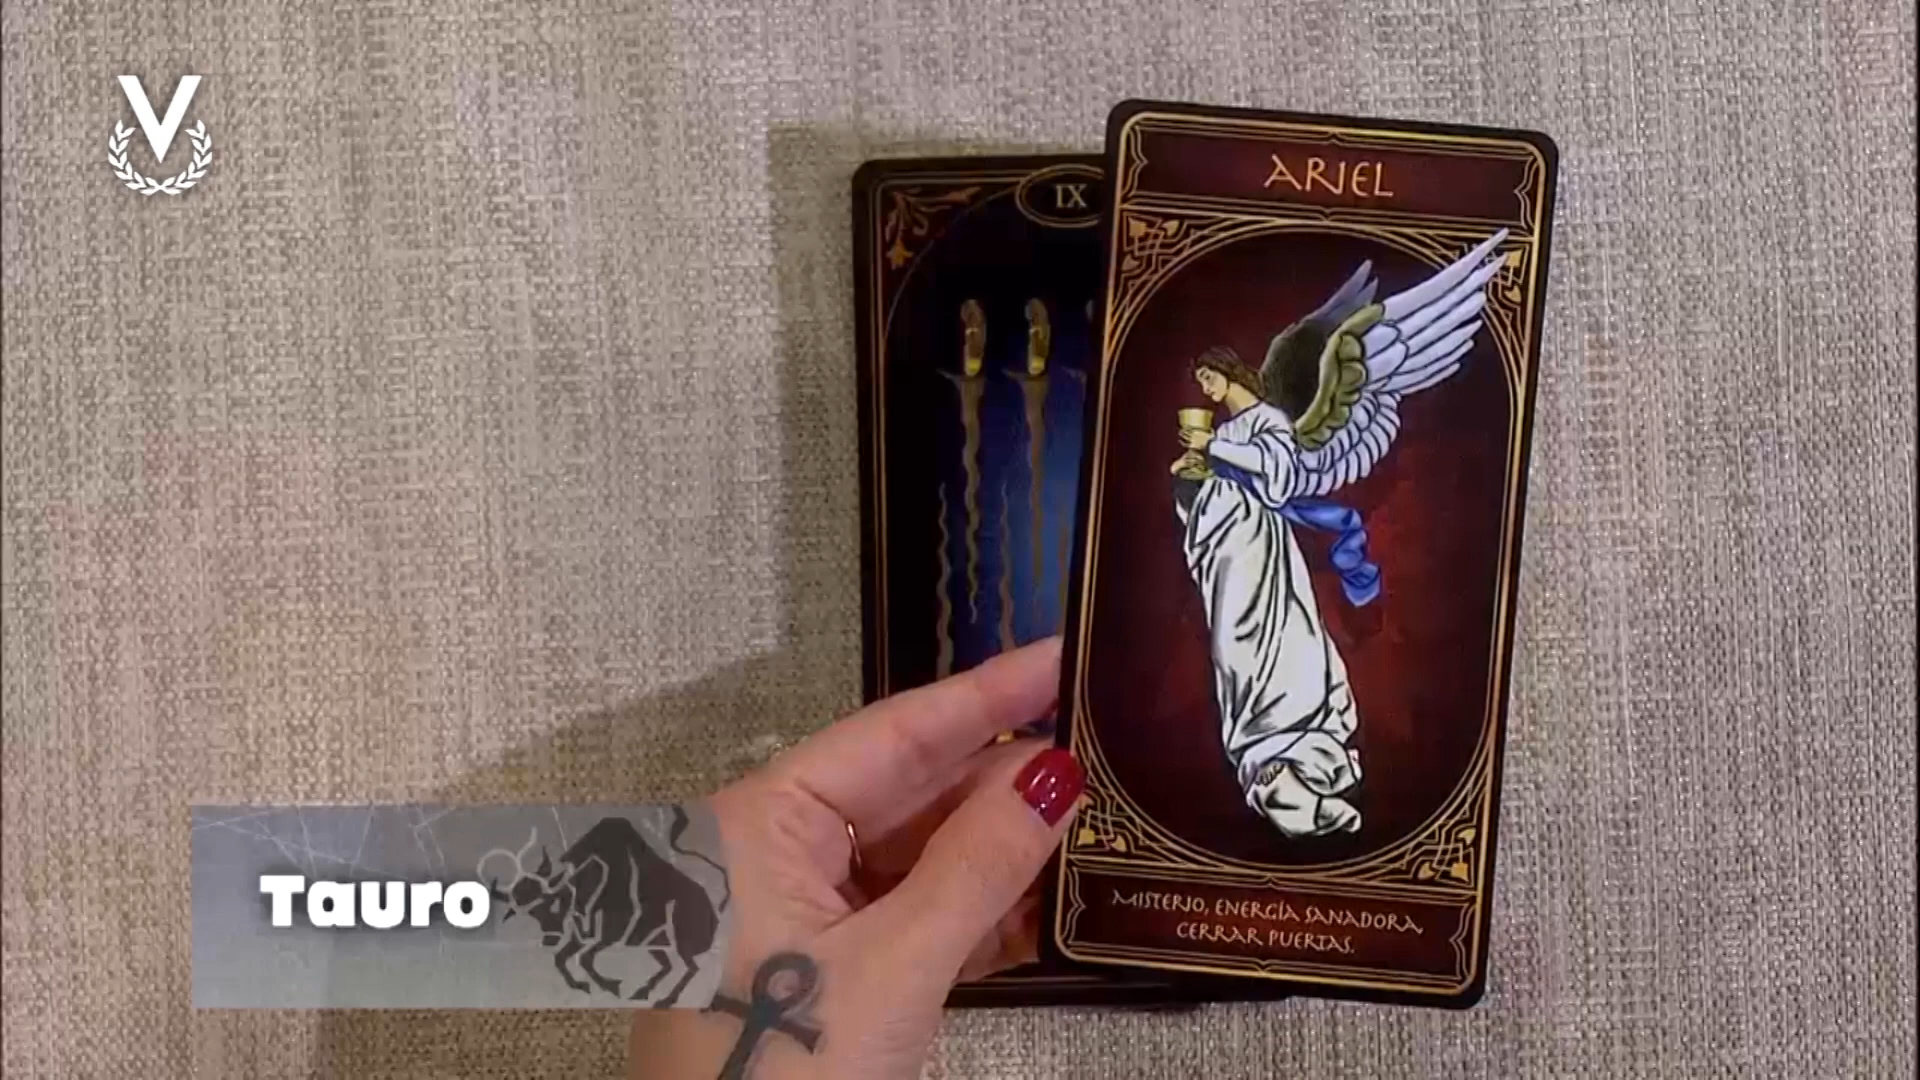 V
IX
ARIEL
Tauro
MISTERIO, ENERGÍA SANADORA,
CERRAR PUERTAS.